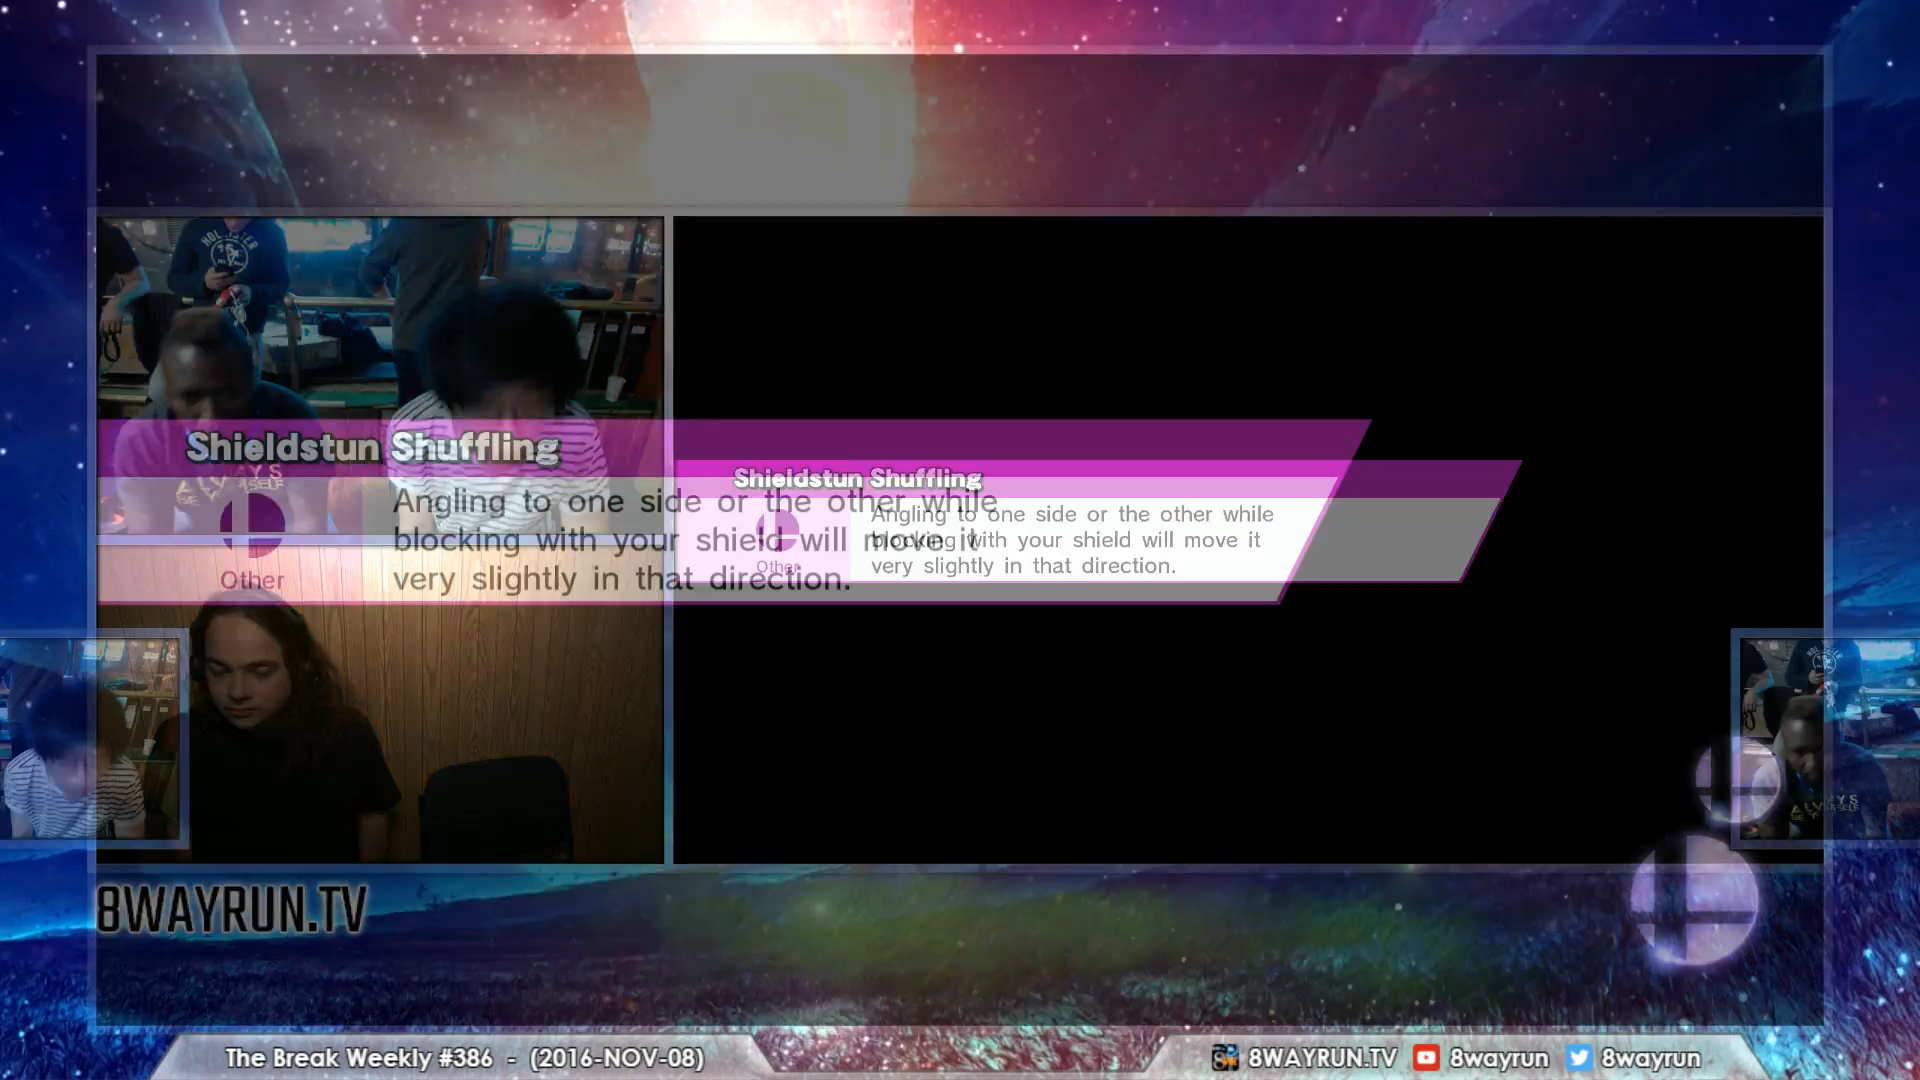 HOLLISTER
Shieldstun Shuffling
Angling to one side or the other while
blocking with your shield will move it
very slightly in that direction.
Other
Shieldstun Shuffling
Angling to one side or the other while
blocking with your shield will move it
very slightly in that direction.
Other
ALWAYS
8WAYRUN.TV
The Break Weekly #386 - (2016-NOV-08)
8WAYRUN.TV
8wayrun
8wayrun